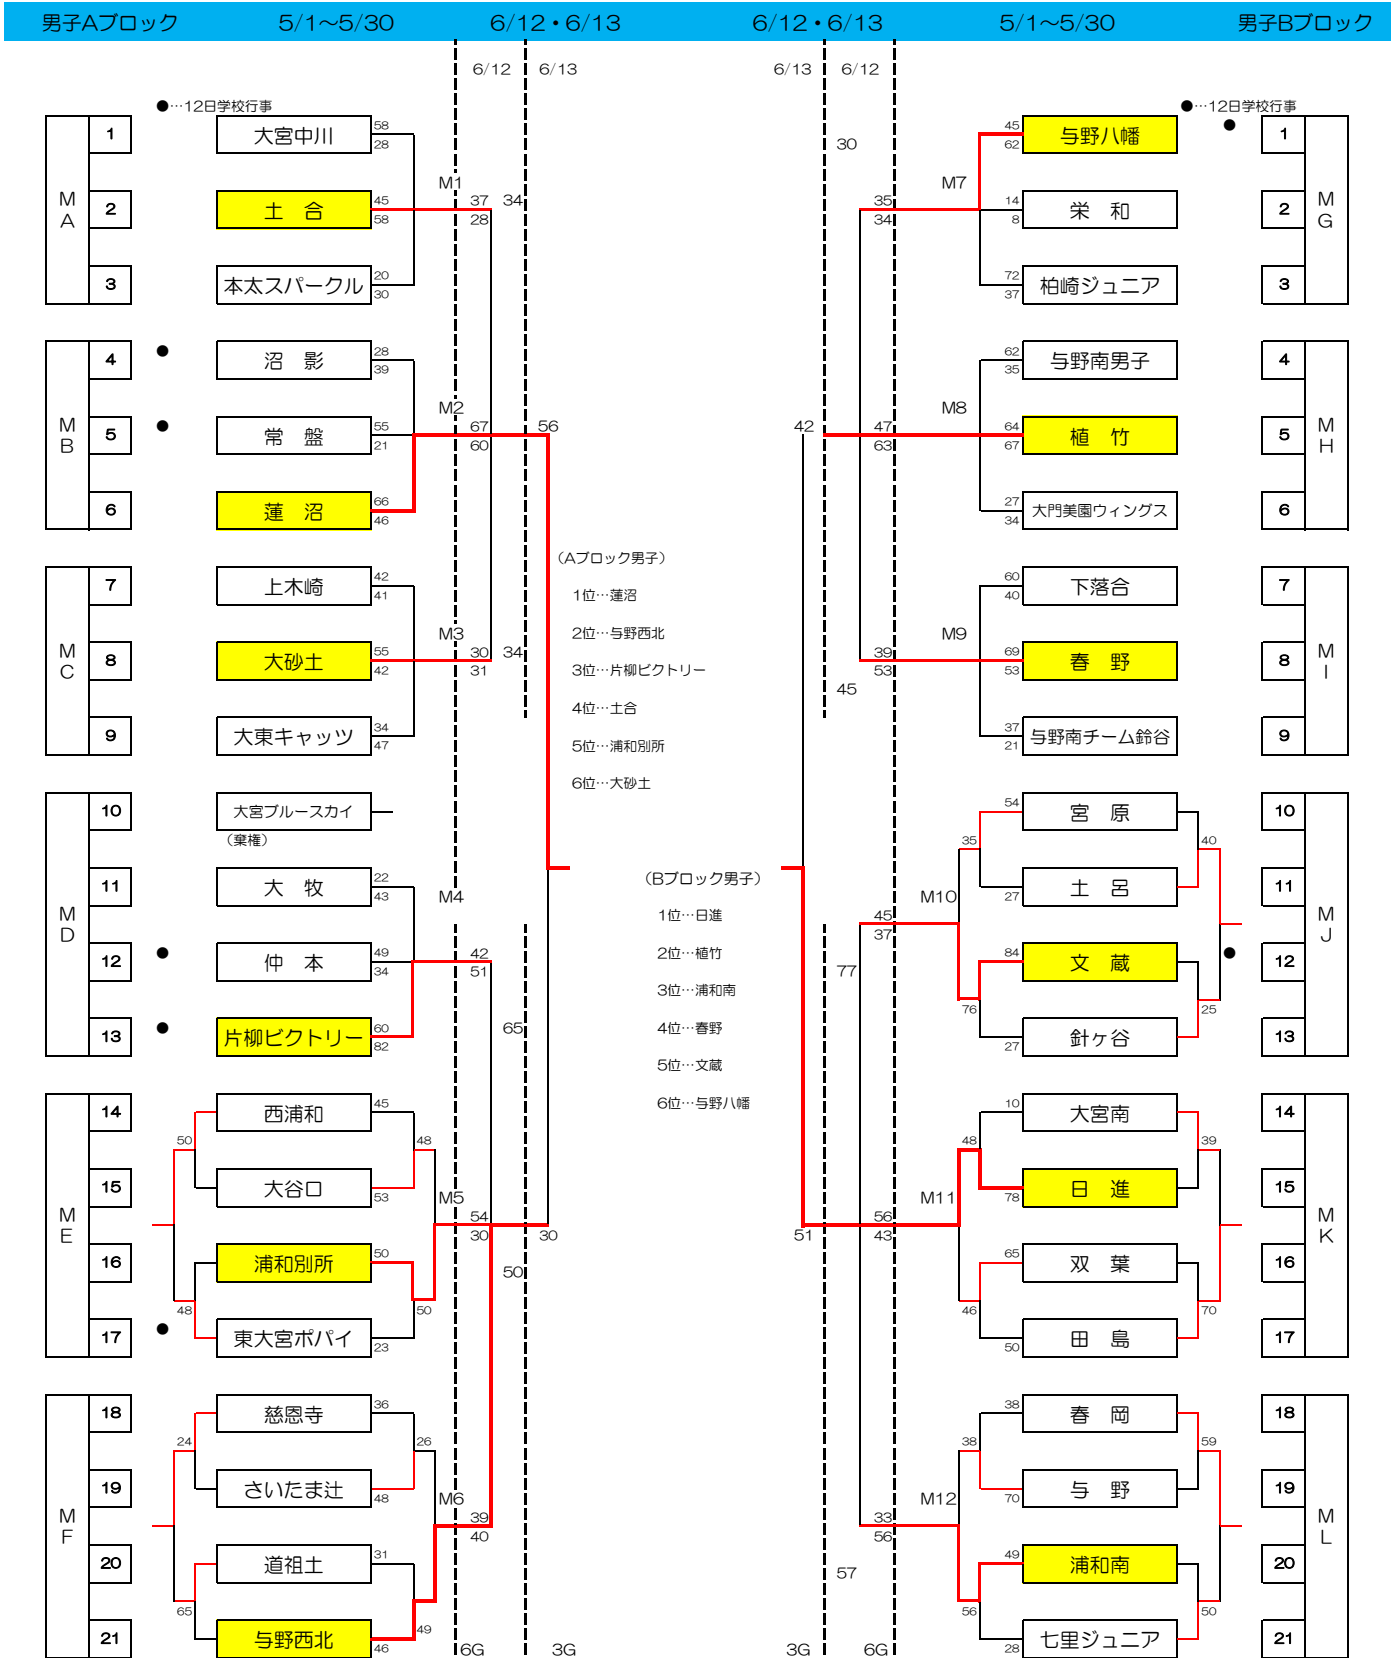 男子Aブロック 5/1～5/30 6/12・6/13 6/12・6/13 5/1～5/30 男子Bブロック
6/12 6/13 6/13 6/12
●…12日学校行事 ●…12日学校行事
1 大宮中川 58 28 30 45 62 与野八幡 ● 1
MA 2 土 合 45 58 M1 37 28 34 35 34 M7 14 8 栄 和 2 MG
3 本太スパークル 20 30 72 37 柏崎ジュニア 3
4 ● 沼 影 28 39 62 35 与野南男子 4
MB 5 ● 常 盤 55 21 M2 67 60 56 42 47 63 M8 64 67 植 竹 5 MH
6 蓮 沼 66 46 27 34 大門美園ウィングス 6
（Aブロック男子）
7 上木崎 42 41 1位…蓮沼 60 40 下落合 7
2位…与野西北
MC 8 大砂土 55 42 M3 30 31 34 3位…片柳ビクトリー 39 53 45 M9 69 53 春 野 8 MI
4位…土合
9 大東キャッツ 34 47 5位…浦和別所 37 21 与野南チーム鈴谷 9
6位…大砂土
10 大宮ブルースカイ 54 宮 原 10
（棄権） 35 40
11 大 牧 22 43 M4 （Bブロック男子） M10 27 土 呂 11
MD 1位…日進 45 37 MJ
12 ● 仲 本 49 34 42 51 2位…植竹 77 84 文 蔵 ● 12
3位…浦和南 76 25
13 ● 片柳ビクトリー 60 82 65 4位…春野 27 針ヶ谷 13
5位…文蔵
14 西浦和 45 6位…与野八幡 10 大宮南 14
50 48 48 39
15 大谷口 53 M5 M11 78 日 進 15
ME 54 30 30 51 56 43 MK
16 浦和別所 50 50 65 双 葉 16
48 50 46 70
17 ● 東大宮ポパイ 23 50 田 島 17
18 慈恩寺 36 38 春 岡 18
24 26 38 59
19 さいたま辻 48 M6 M12 70 与 野 19
MF 39 40 33 56 ML
20 道祖土 31 57 49 浦和南 20
65 49 56 50
21 与野西北 46 6G 3G 3G 6G 28 七里ジュニア 21